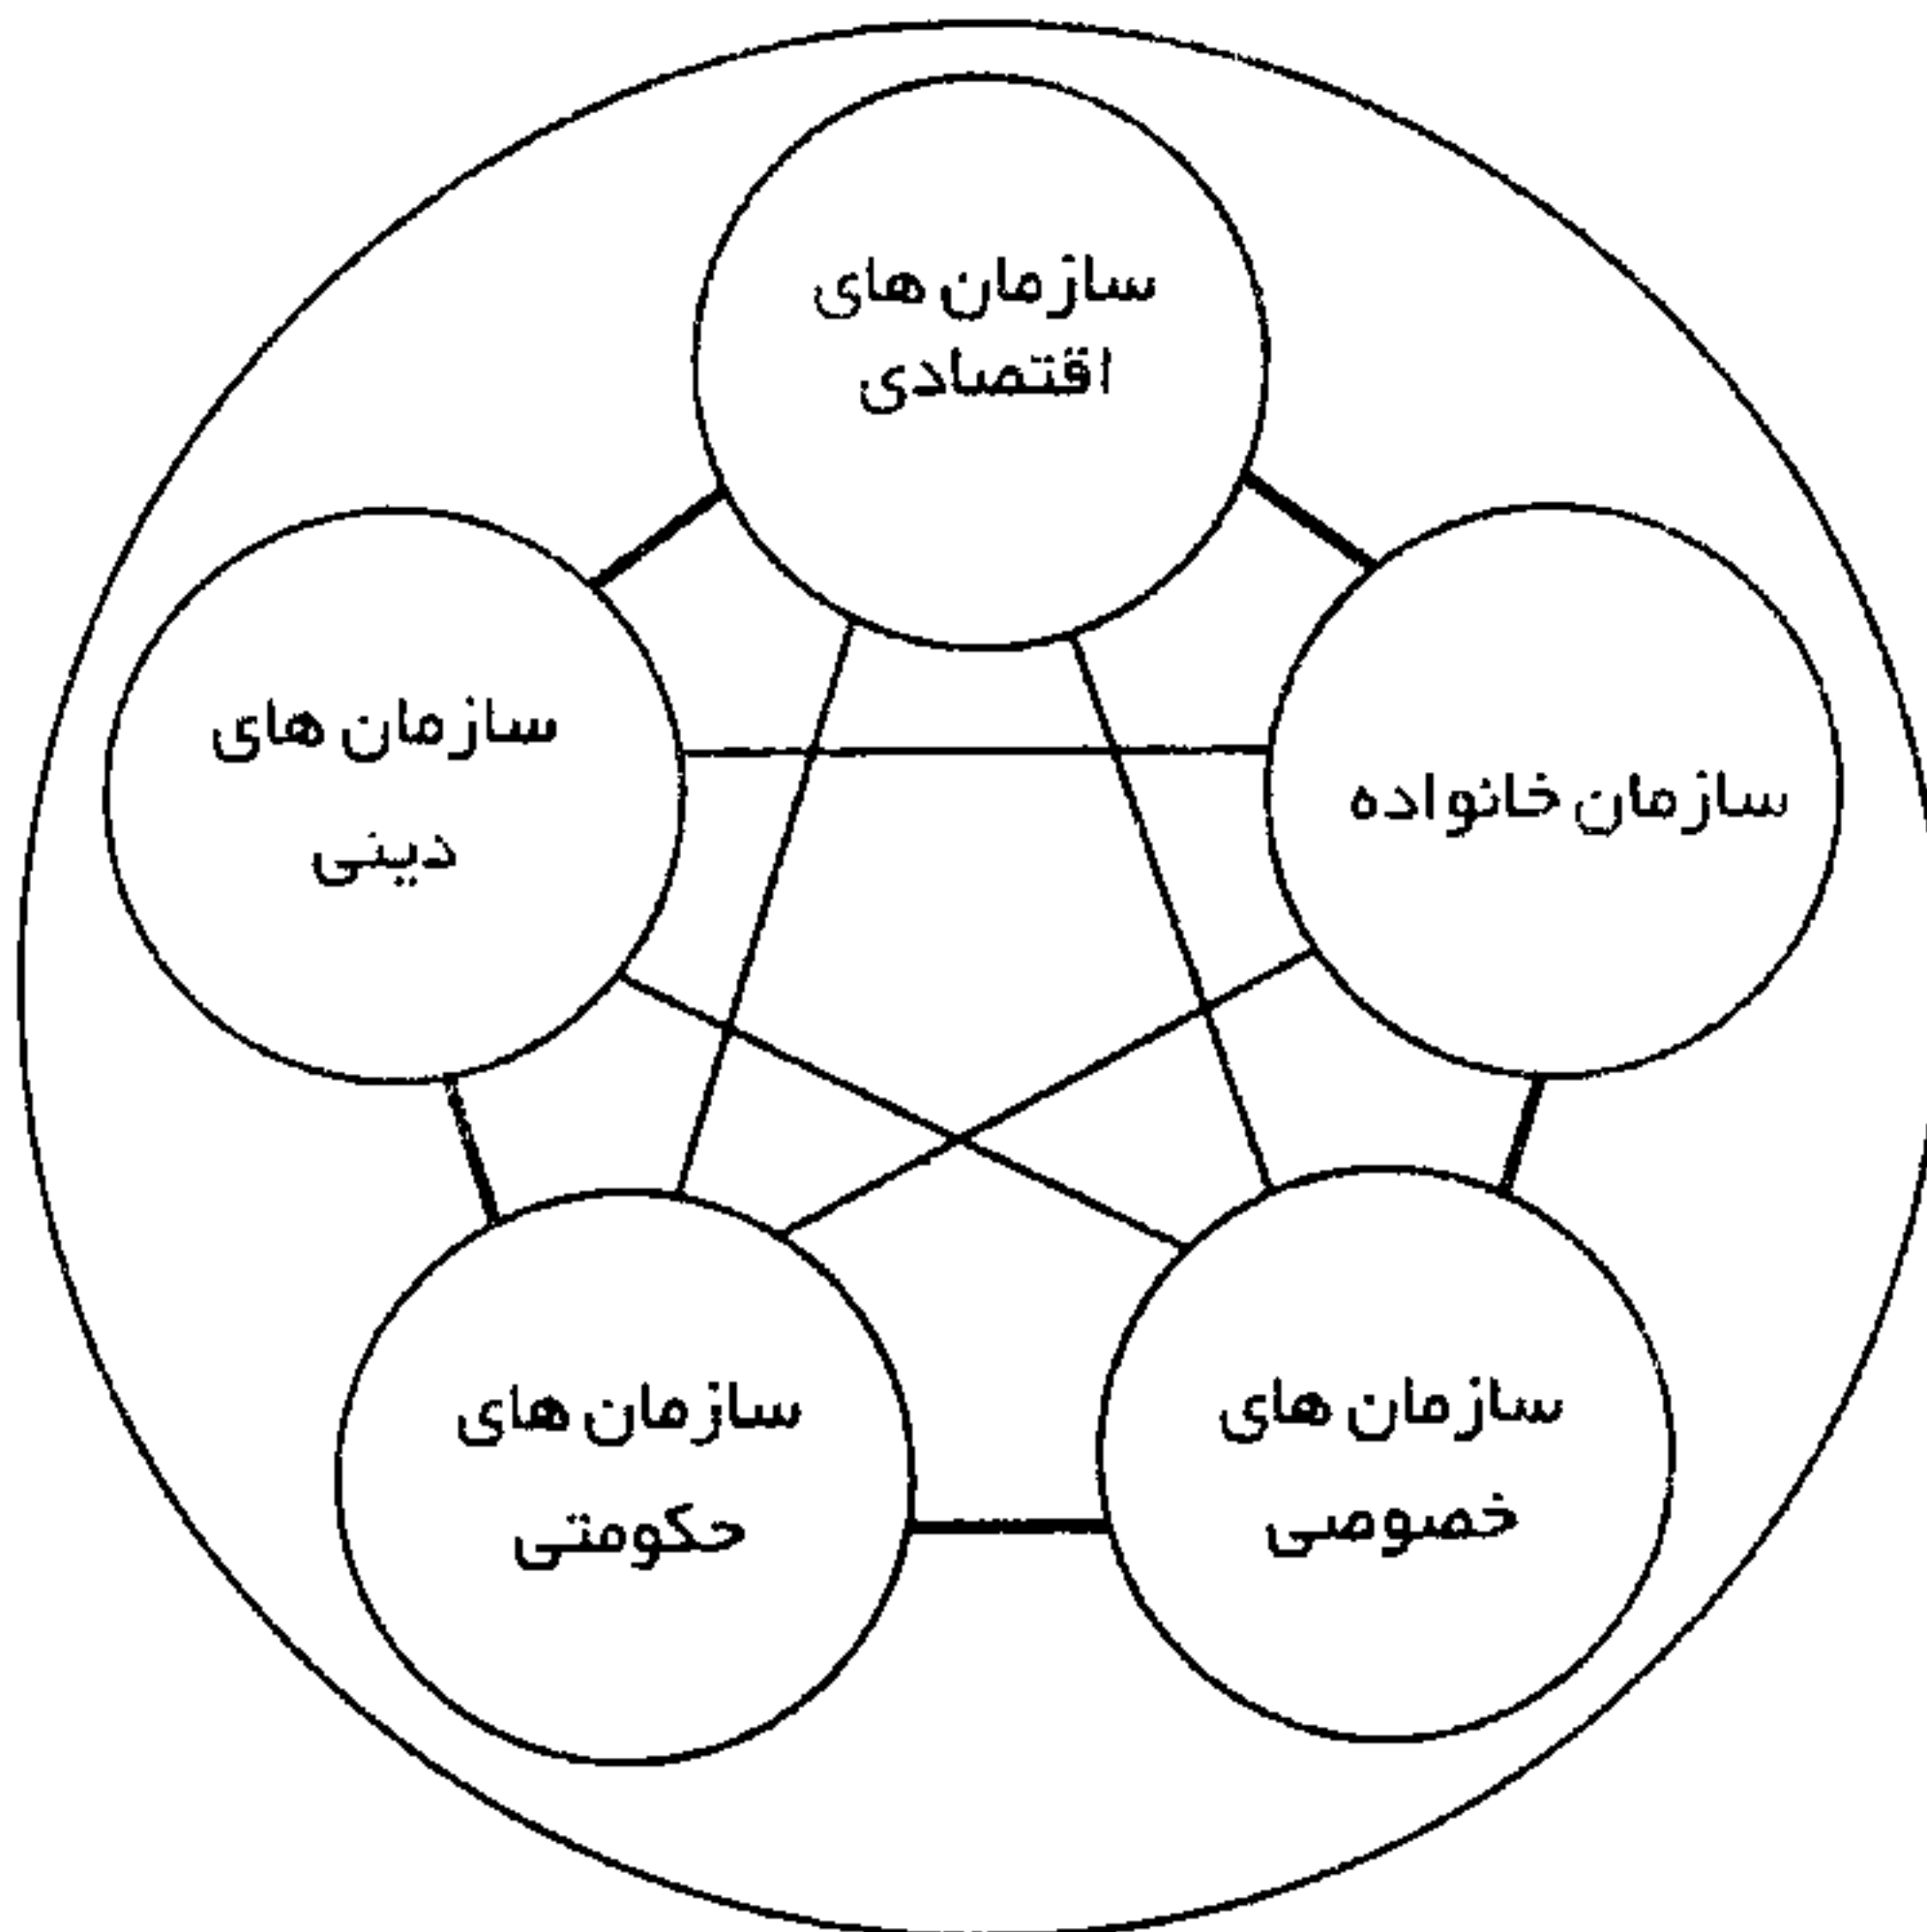 سازمان های
اقتصادی
سازمان خانواده
سازمان های
دینی
سازمان های
خصوصی
سازمان های
حکومتی